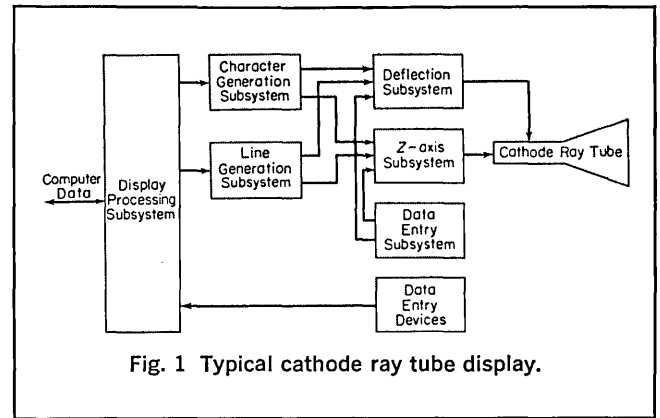 Character
Generation
Subsystem
Deflection
Subsystem
Line
Generation
Subsystem
Z-axis
Subsystem
Cathode Ray Tube
Computer
Data
Display
Processing
Subsystem
Data
Entry
Subsystem
Data
Entry
Devices
Fig. 1 Typical cathode ray tube display.